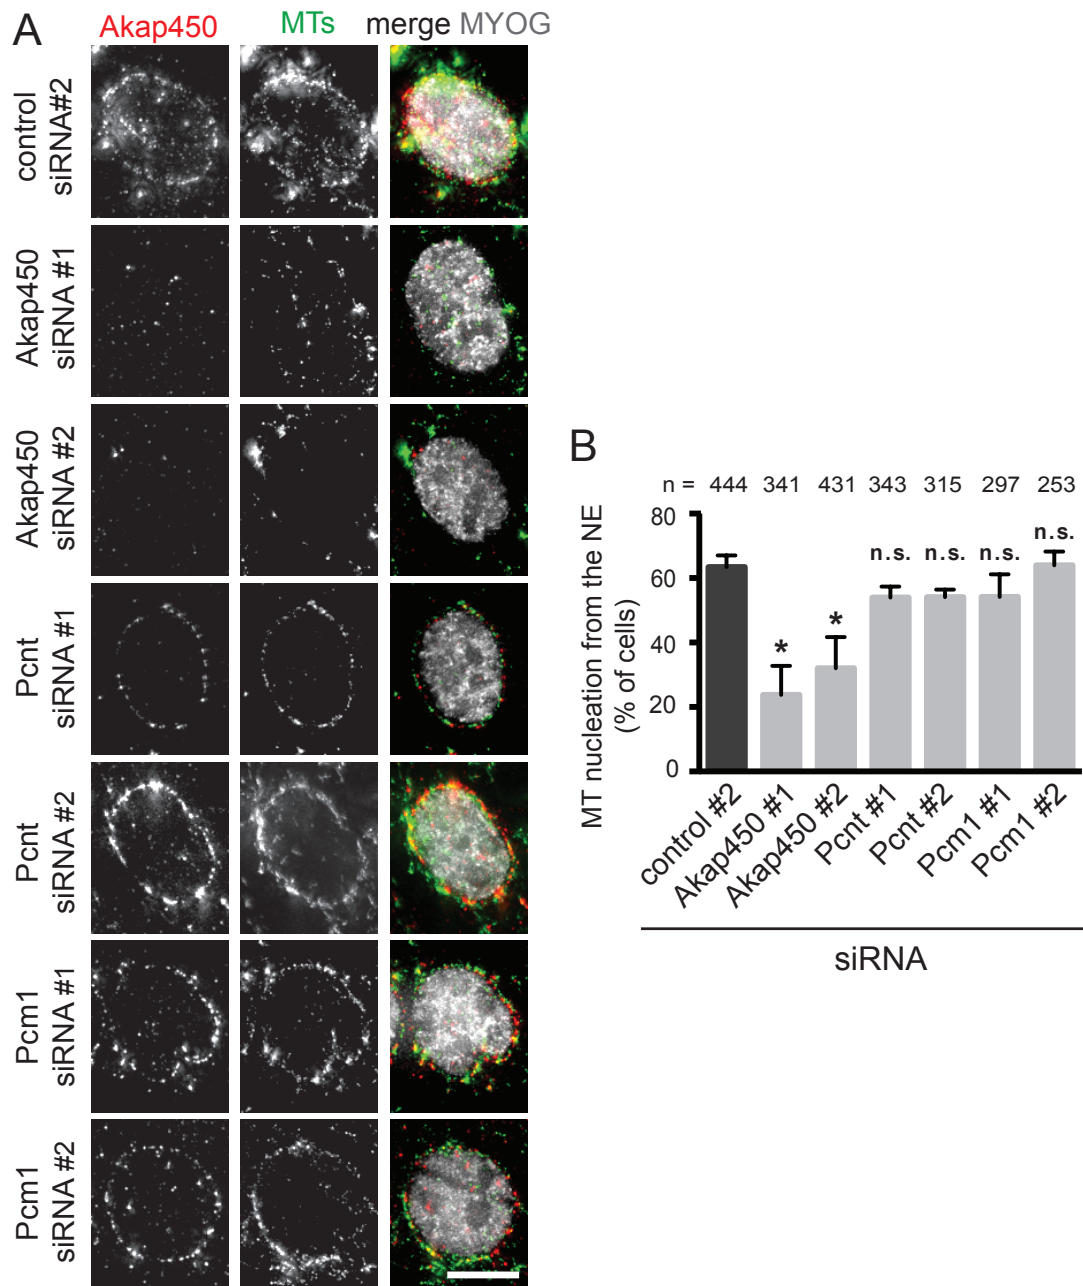 A
Akap450 MTs merge MYOG
control
siRNA#2
Akap450
siRNA #1
Akap450
siRNA #2
Pcnt
siRNA #1
Pcnt
siRNA #2
Pcm1
siRNA #1
Pcm1
siRNA #2
B
n = 444 341 431 343 315 297 253
MT nucleation from the NE
(% of cells)
80
60
40
20
0
* * n.s. n.s. n.s. n.s.
control #2
Akap450 #1
Akap450 #2
Pcnt #1
Pcnt #2
Pcm1 #1
Pcm1 #2
siRNA